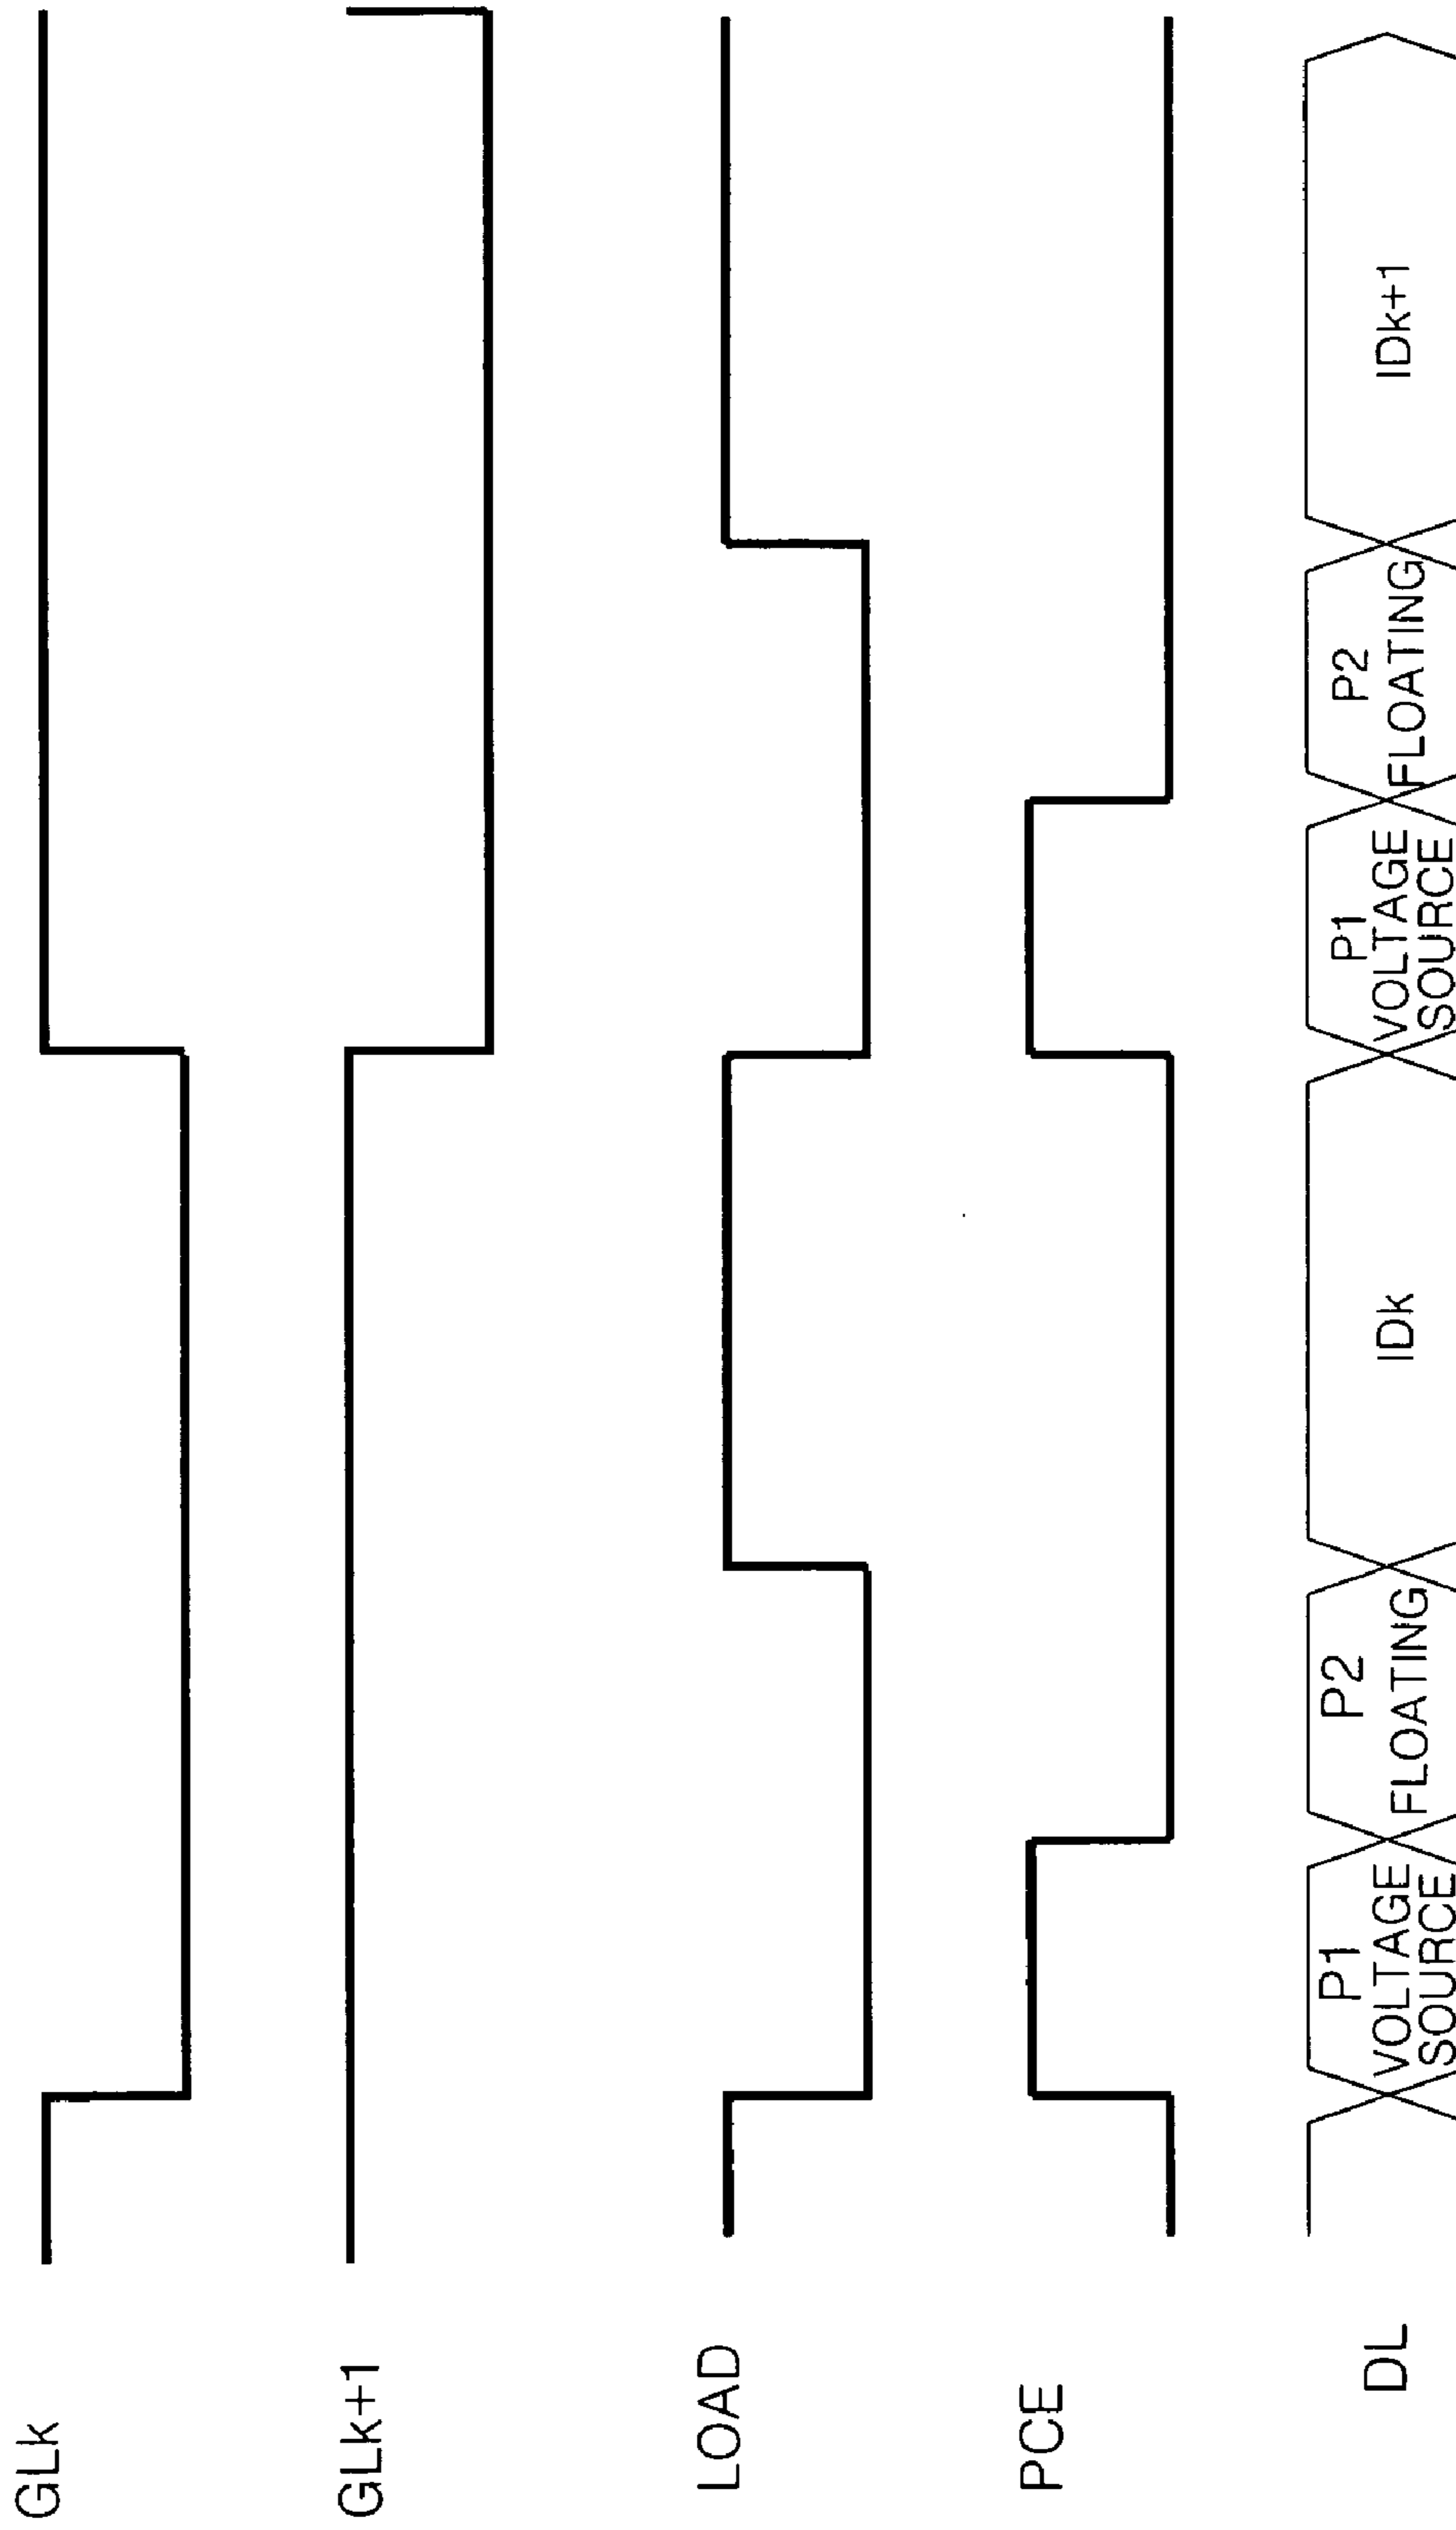 GLk
GLk+1
LOAD
PCE
DL
P1
VOLTAGE
SOURCE
P2
FLOATING
IDk
P1
VOLTAGE
SOURCE
P2
FLOATING
IDk+1